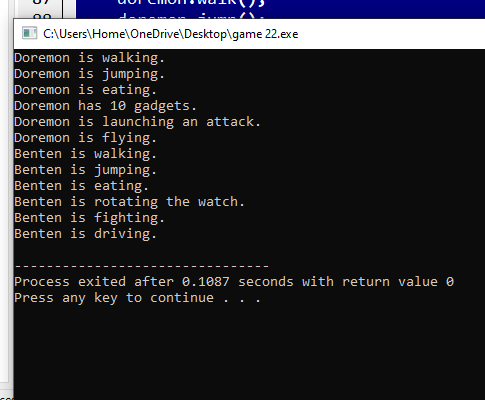 87 doremon.walk();
88 doremon.jump();
C:\Users\Home\OneDrive\Desktop\game 22.exe
Doremon is walking.
Doremon is jumping.
Doremon is eating.
Doremon has 10 gadgets.
Doremon is launching an attack.
Doremon is flying.
Benten is walking.
Benten is jumping.
Benten is eating.
Benten is rotating the watch.
Benten is fighting.
Benten is driving.
--------------------------------
Process exited after 0.1087 seconds with return value 0
Press any key to continue . . .